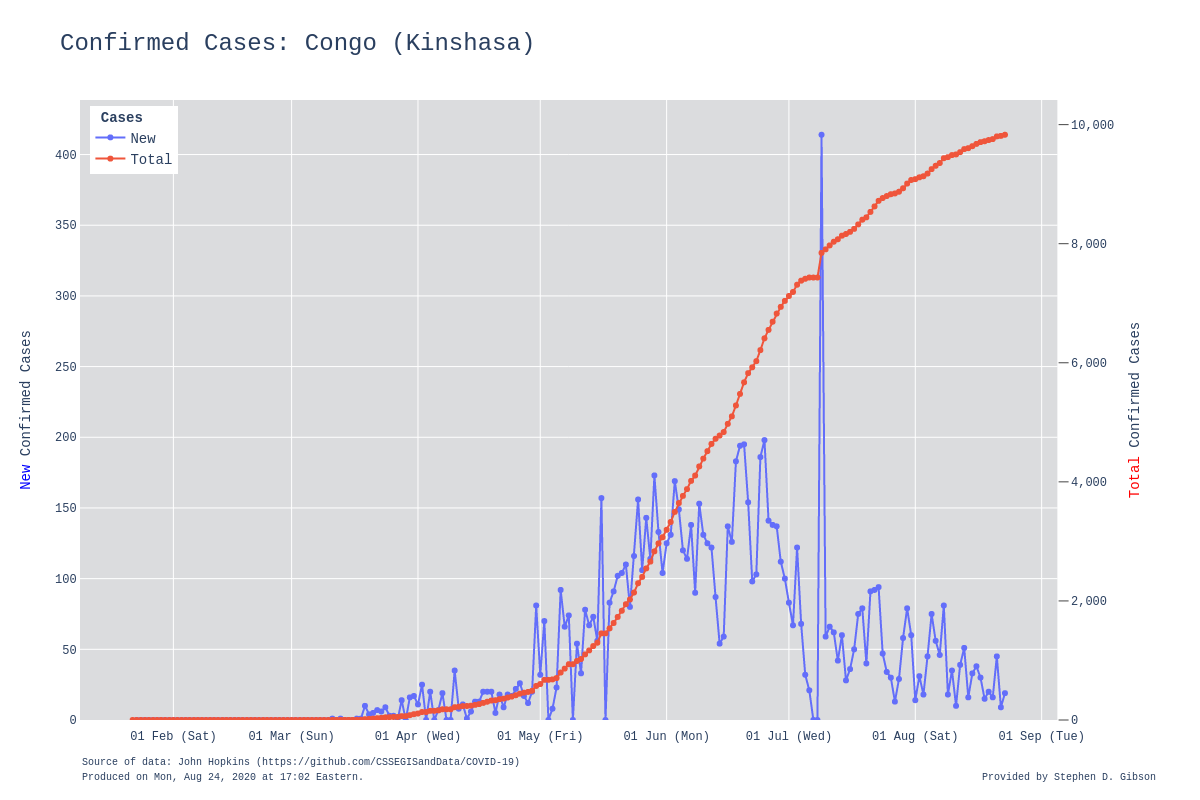 Confirmed Cases: Congo (Kinshasa)
Cases
New
Total
400
350
300
250
200
150
100
50
0
10,000
8,000
6,000
4,000
2,000
0
New Confirmed Cases
Total Confirmed Cases
01 Feb (Sat) 01 Mar (Sun) 01 Apr (Wed) 01 May (Fri) 01 Jun (Mon) 01 Jul (Wed) 01 Aug (Sat) 01 Sep (Tue)
Source of data: John Hopkins (https://github.com/CSSEGISandData/COVID-19)
Produced on Mon, Aug 24, 2020 at 17:02 Eastern.
Provided by Stephen D. Gibson